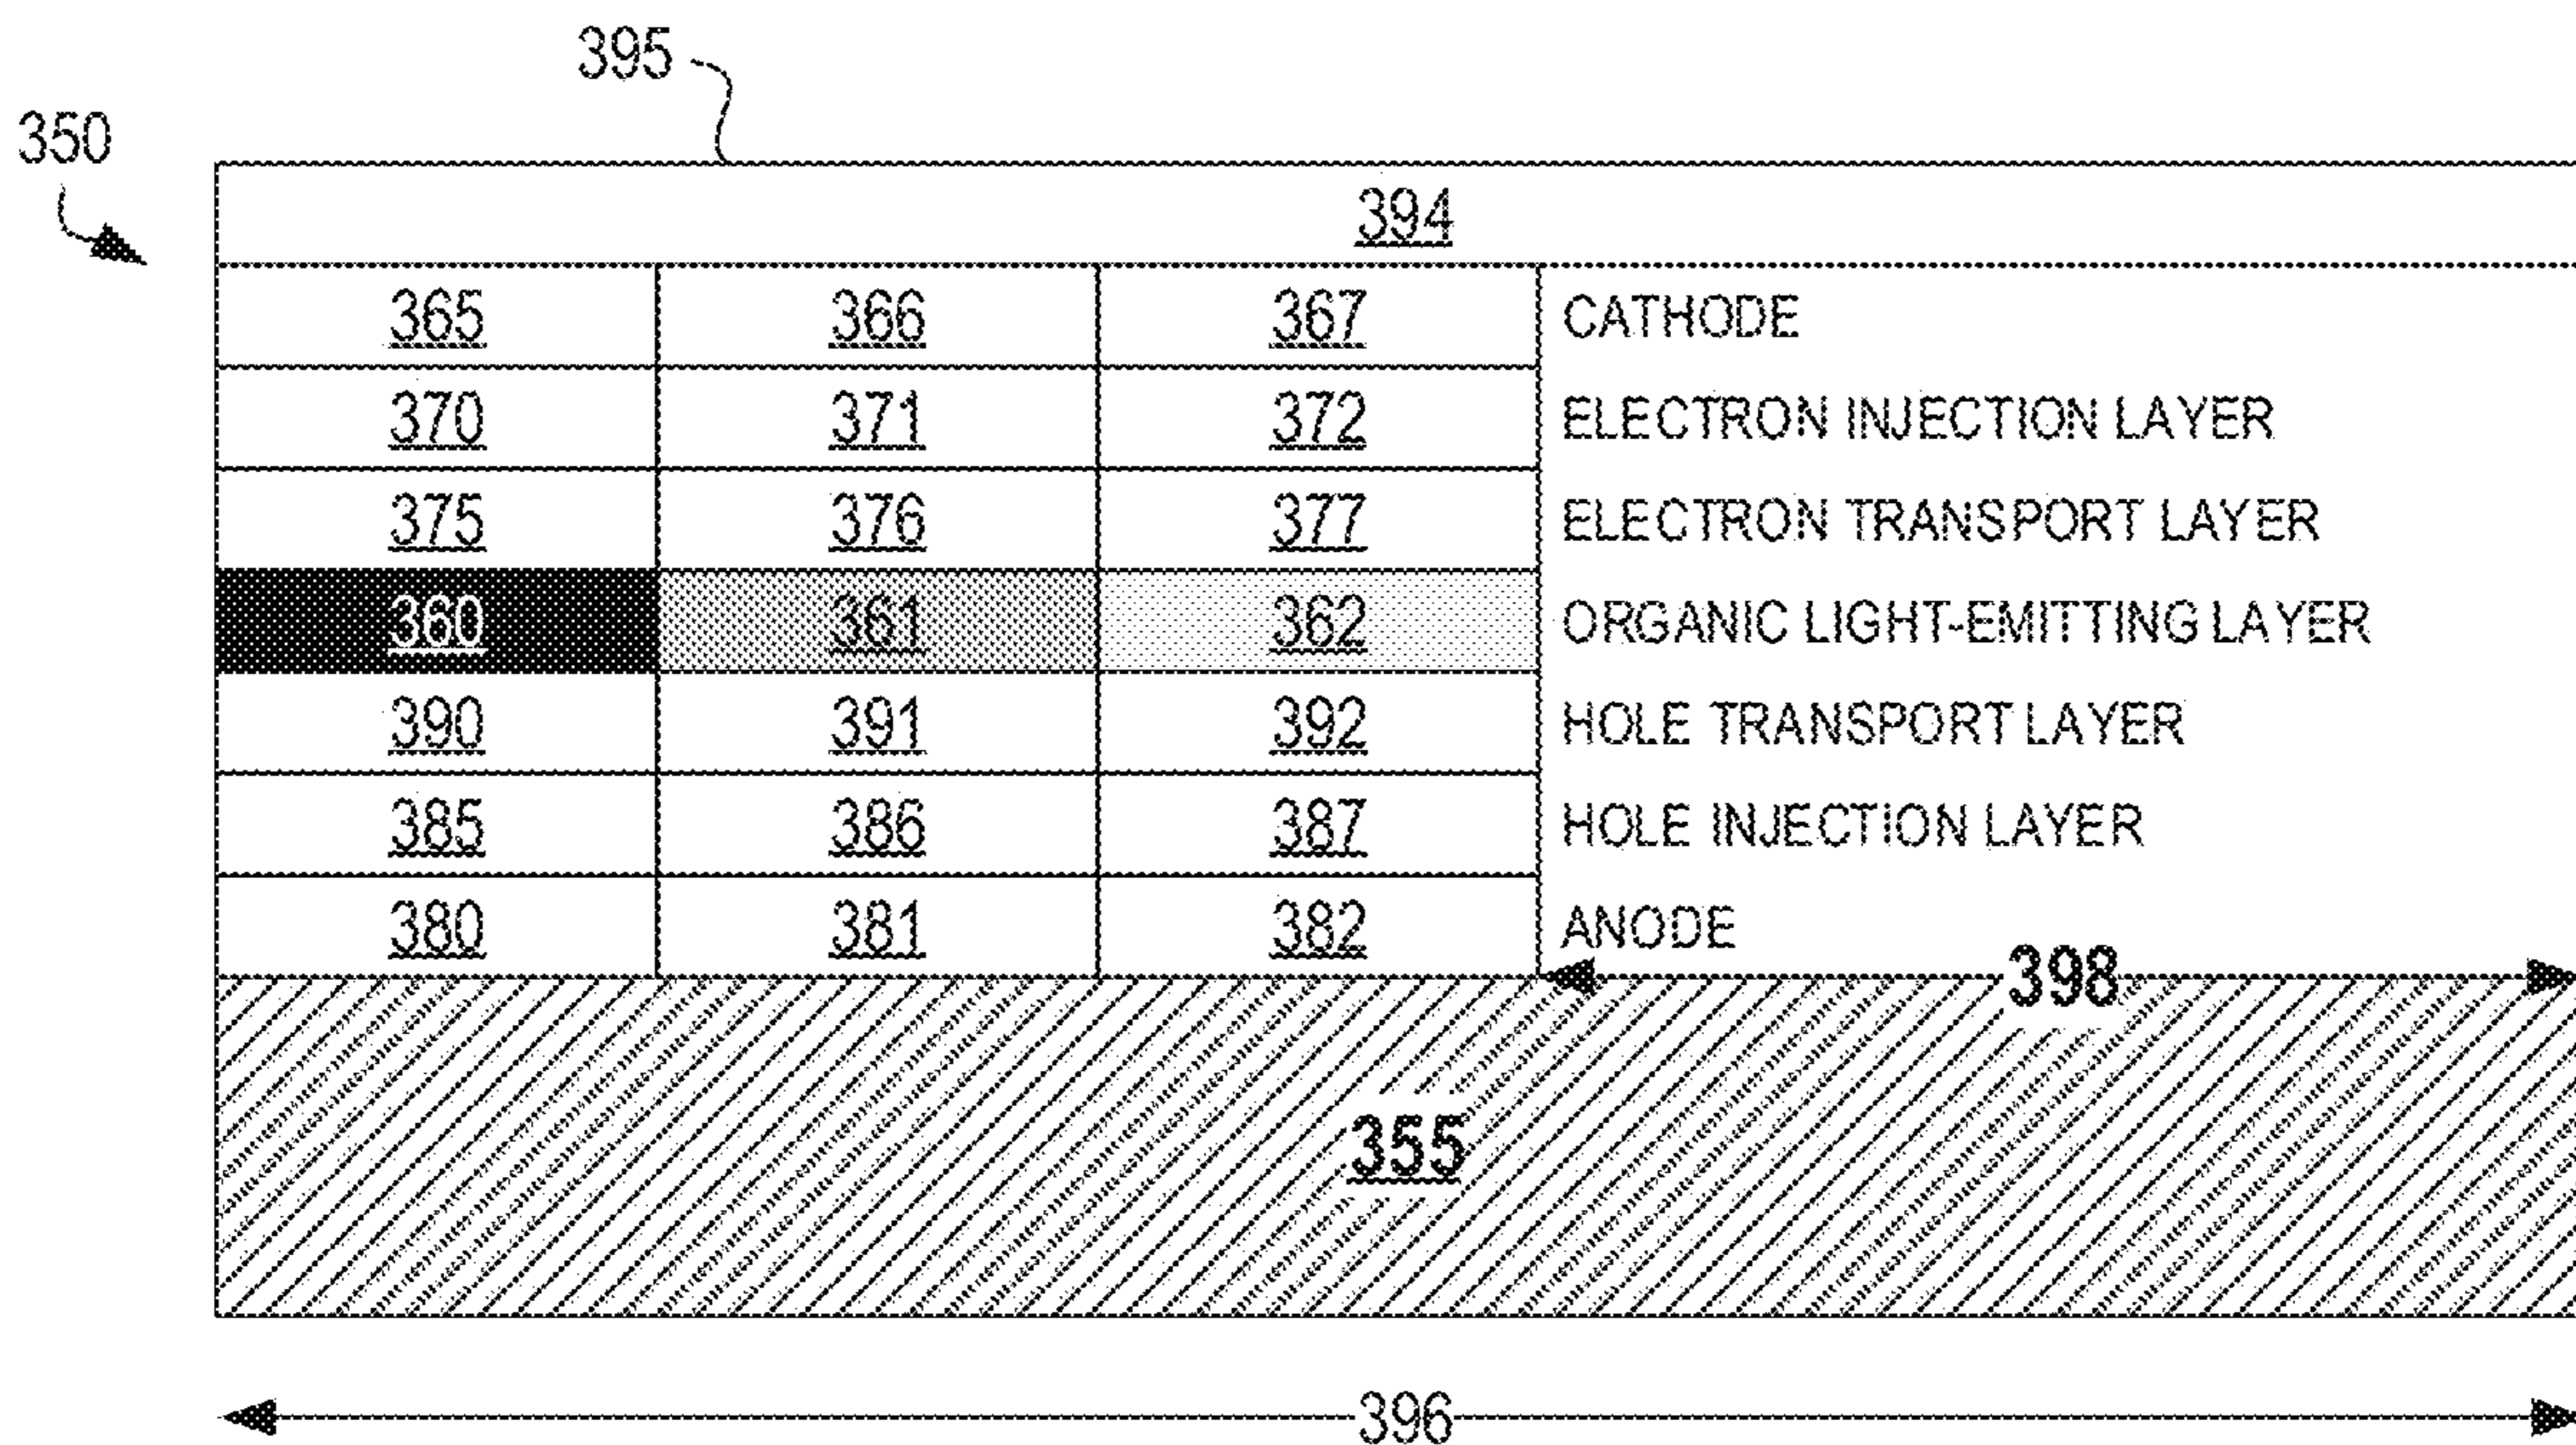 395
350
394
365 366 367 CATHODE
370 371 372 ELECTRON INJECTION LAYER
375 376 377 ELECTRON TRANSPORT LAYER
360 361 362 ORGANIC LIGHT-EMITTING LAYER
390 391 392 HOLE TRANSPORT LAYER
385 386 387 HOLE INJECTION LAYER
380 381 382 ANODE
398
355
396